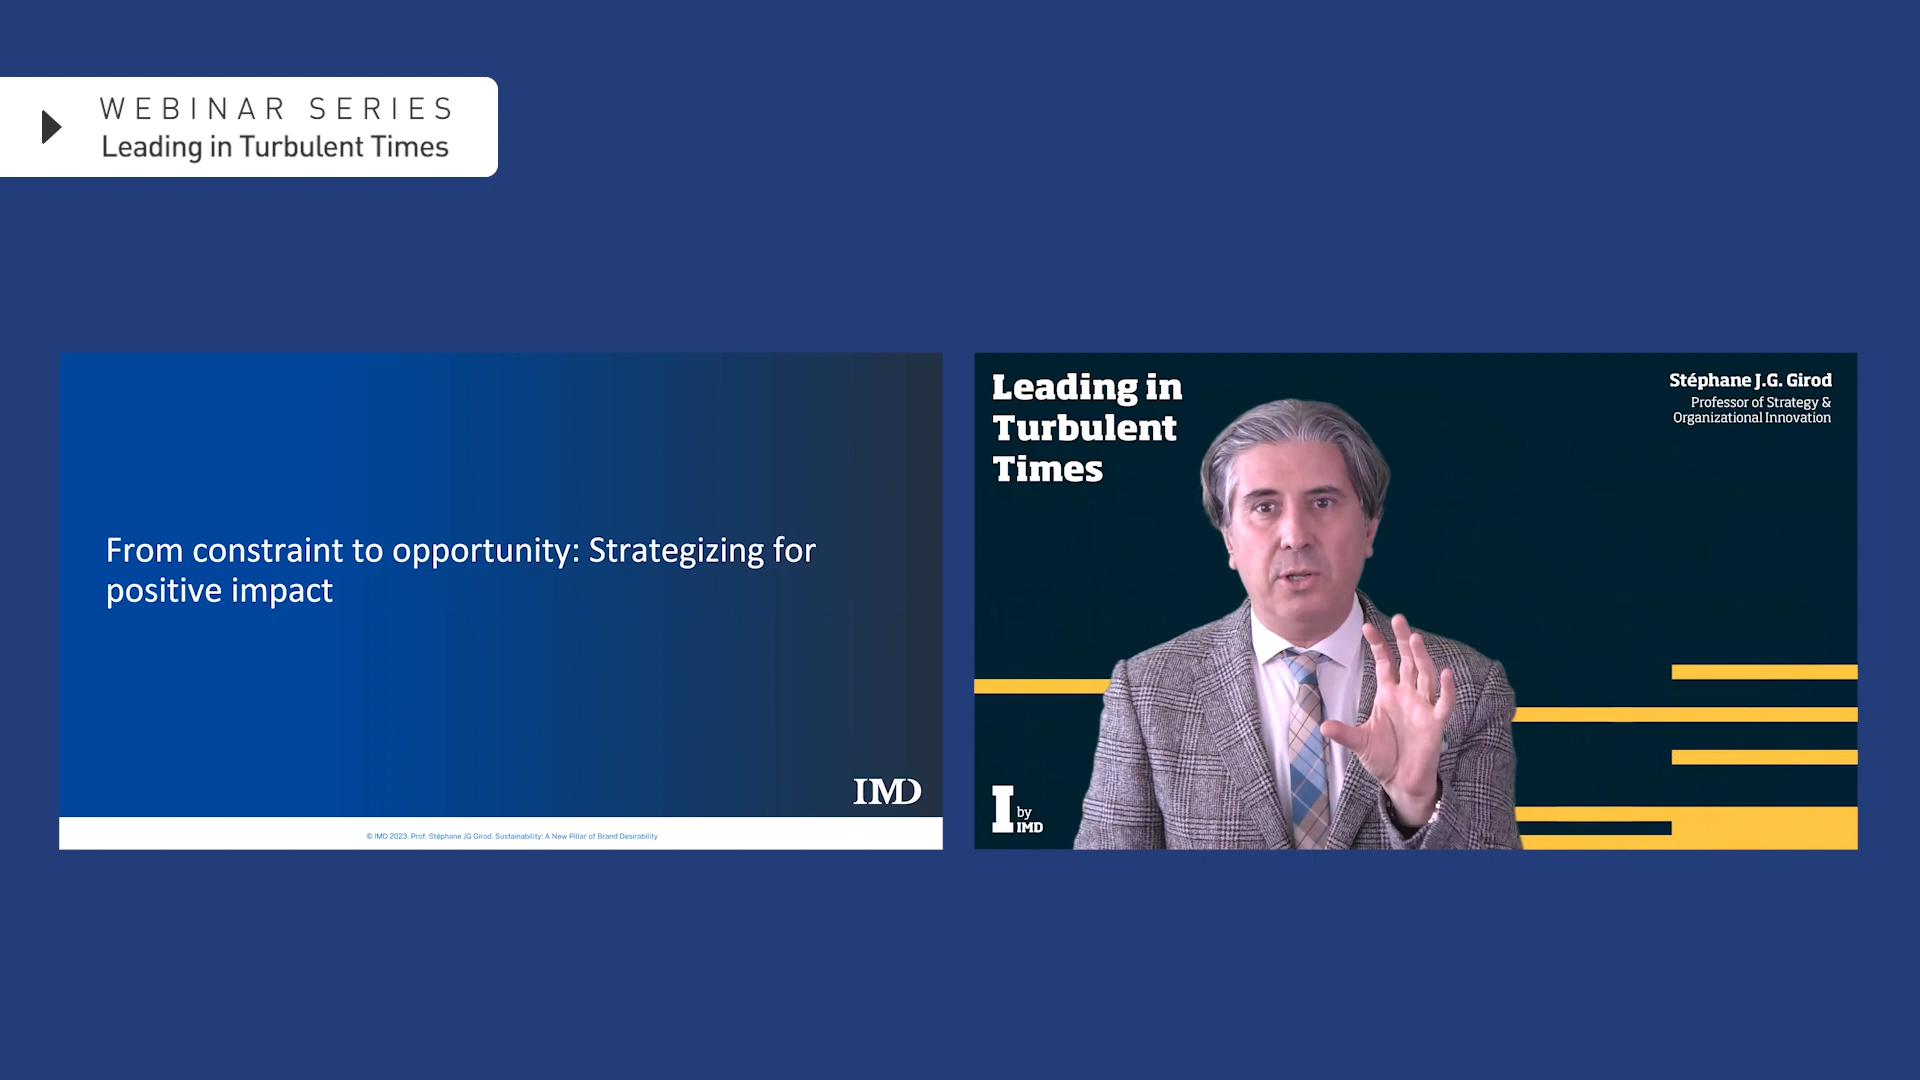 WEBINAR SERIES
Leading in Turbulent Times
From constraint to opportunity: Strategizing for
positive impact
IMD
© IMD 2023. Prof. Stéphane JG Girod. Sustainability: A New Pillar of Brand Desirability
Leading in
Turbulent
Times
Stéphane J.G. Girod
Professor of Strategy &
Organizational Innovation
I by
IMD